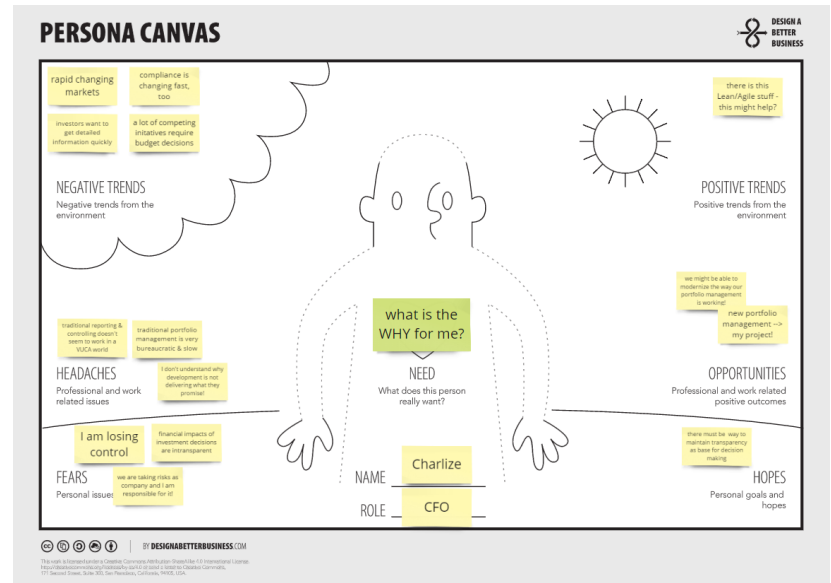 PERSONA CANVAS
DESIGN A
BETTER
BUSINESS
rapid changing
markets
compliance is
changing fast,
too
investors want to
get detailed
information quickly
a lot of competing
initatives require
budget decisions
NEGATIVE TRENDS
Negative trends from the
environment
there is this
Lean/Agile stuff -
this might help?
POSITIVE TRENDS
Positive trends from the
environment
traditional reporting &
controlling doesn't
seem to work in a
VUCA world
traditional portfolio
management is very
bureaucratic & slow
I don't understand why
development is not
delivering what they
promise!
HEADACHES
Professional and work
related issues
what is the
WHY for me?
NEED
What does this person
really want?
we might be able to
modernize the way our
portfolio management
is working!
new portfolio
management -->
my project!
OPPORTUNITIES
Professional and work related
positive outcomes
I am losing
control
financial impacts of
investment decisions
are intransparent
we are taking risks as
company and I am
responsible for it!
FEARS
Personal issues
there must be way to
maintain transparency
as base for decision
making
HOPES
Personal goals and
hopes
NAME
Charlize
ROLE
CFO
BY DESIGNABETTERBUSINESS.COM